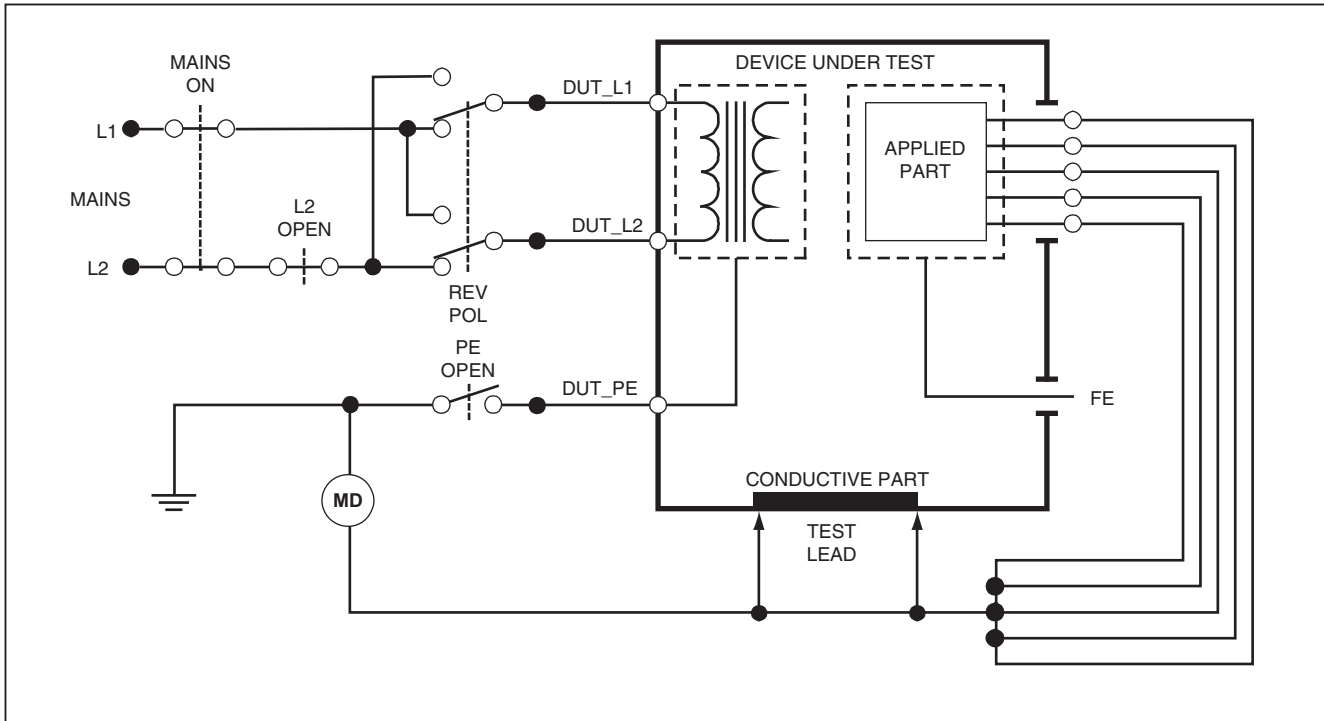 MAINS
ON
DEVICE UNDER TEST
DUT_L1
L1
APPLIED
PART
MAINS
L2
OPEN
DUT_L2
L2
REV
POL
PE
OPEN
DUT_PE
FE
CONDUCTIVE PART
MD
TEST
LEAD